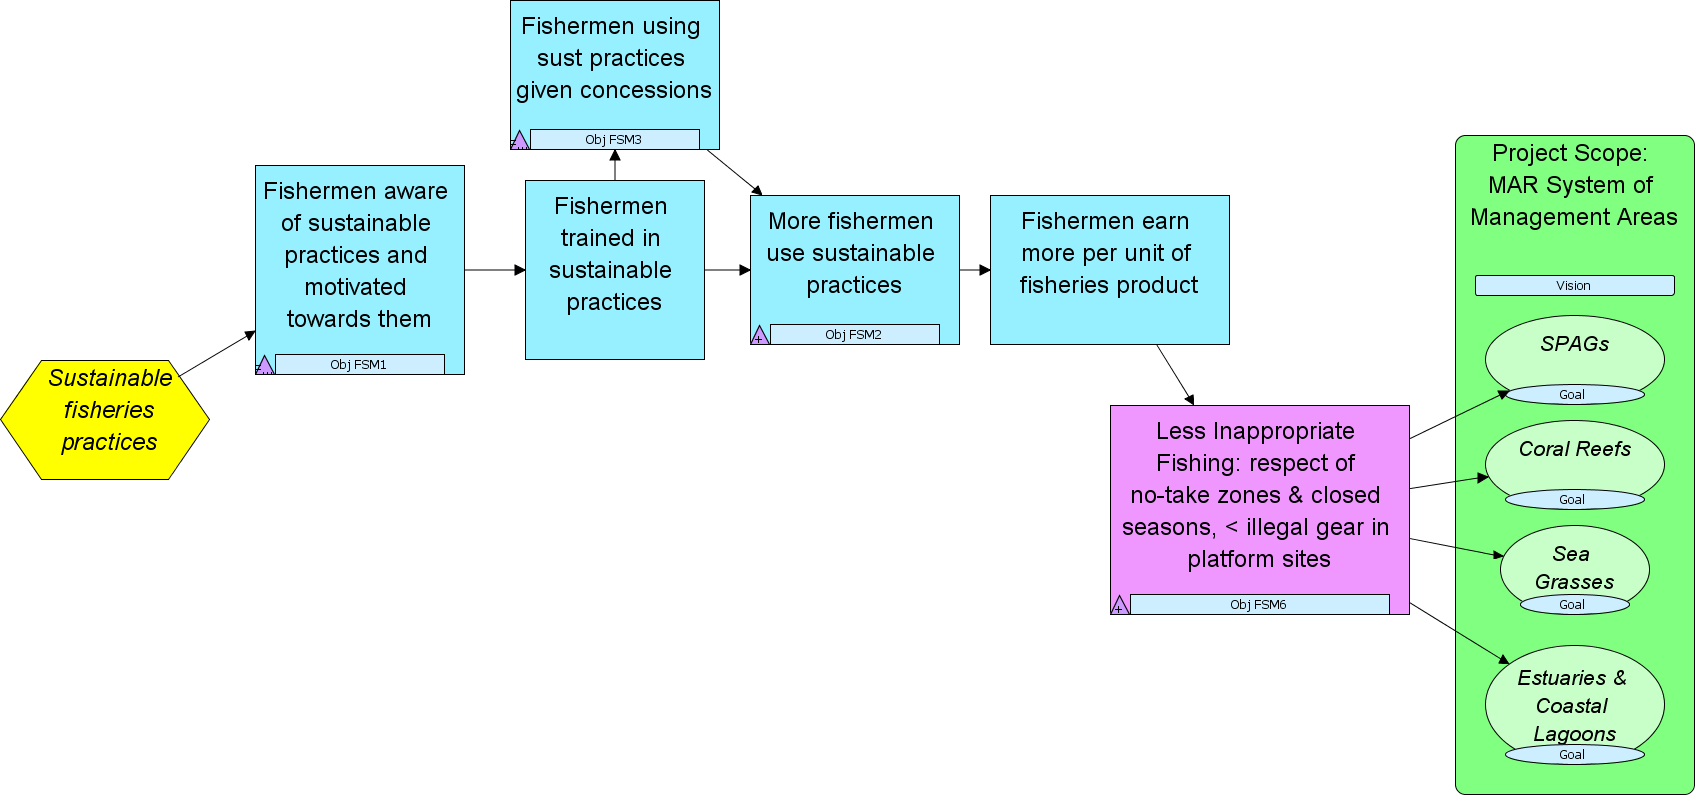 Fishermen using
sust practices
given concessions
Obj FSM3
Fishermen aware
of sustainable
practices and
motivated
towards them
Obj FSM1
Fishermen
trained in
sustainable
practices
More fishermen
use sustainable
practices
Obj FSM2
Fishermen earn
more per unit of
fisheries product
Sustainable
fisheries
practices
Less Inappropriate
Fishing: respect of
no-take zones & closed
seasons, < illegal gear in
platform sites
Obj FSM6
Project Scope:
MAR System of
Management Areas
Vision
SPAGs
Goal
Coral Reefs
Goal
Sea
Grasses
Goal
Estuaries &
Coastal
Lagoons
Goal